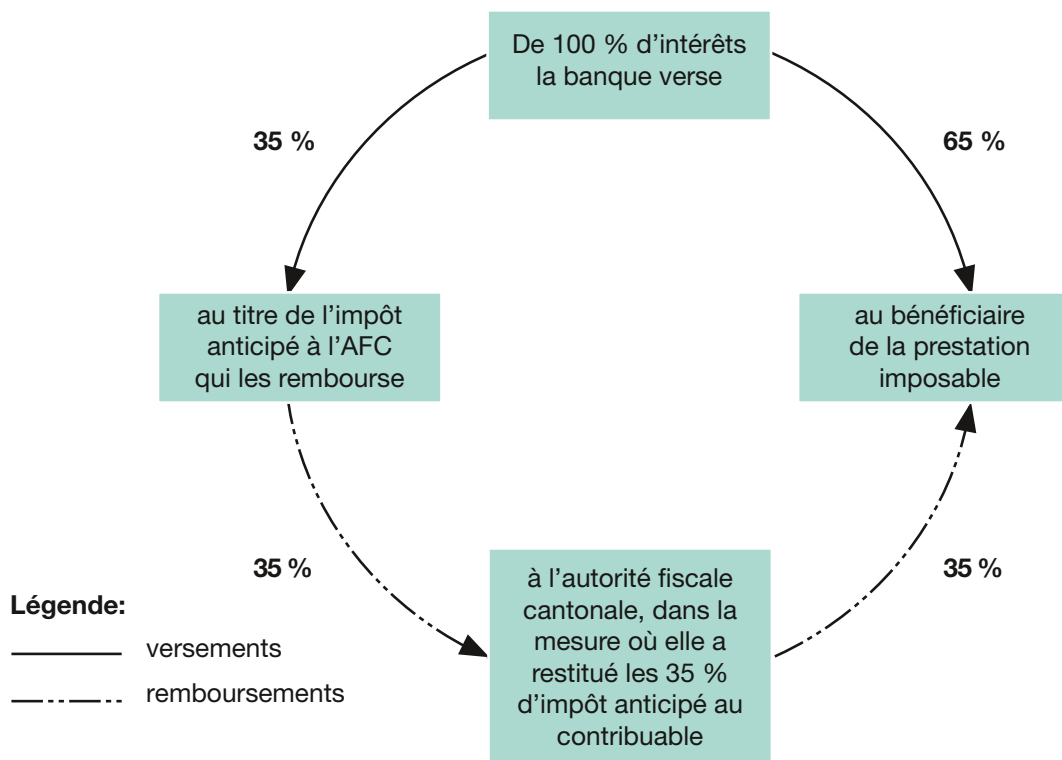 De 100 % d’intérêts
la banque verse
35 %
65 %
au titre de l’impôt
anticipé à l’AFC
qui les rembourse
au bénéficiaire
de la prestation
imposable
35 %
35 %
à l’autorité fiscale
cantonale, dans la
mesure où elle a
restitué les 35 %
d’impôt anticipé au
contribuable
Légende:
versements
remboursements